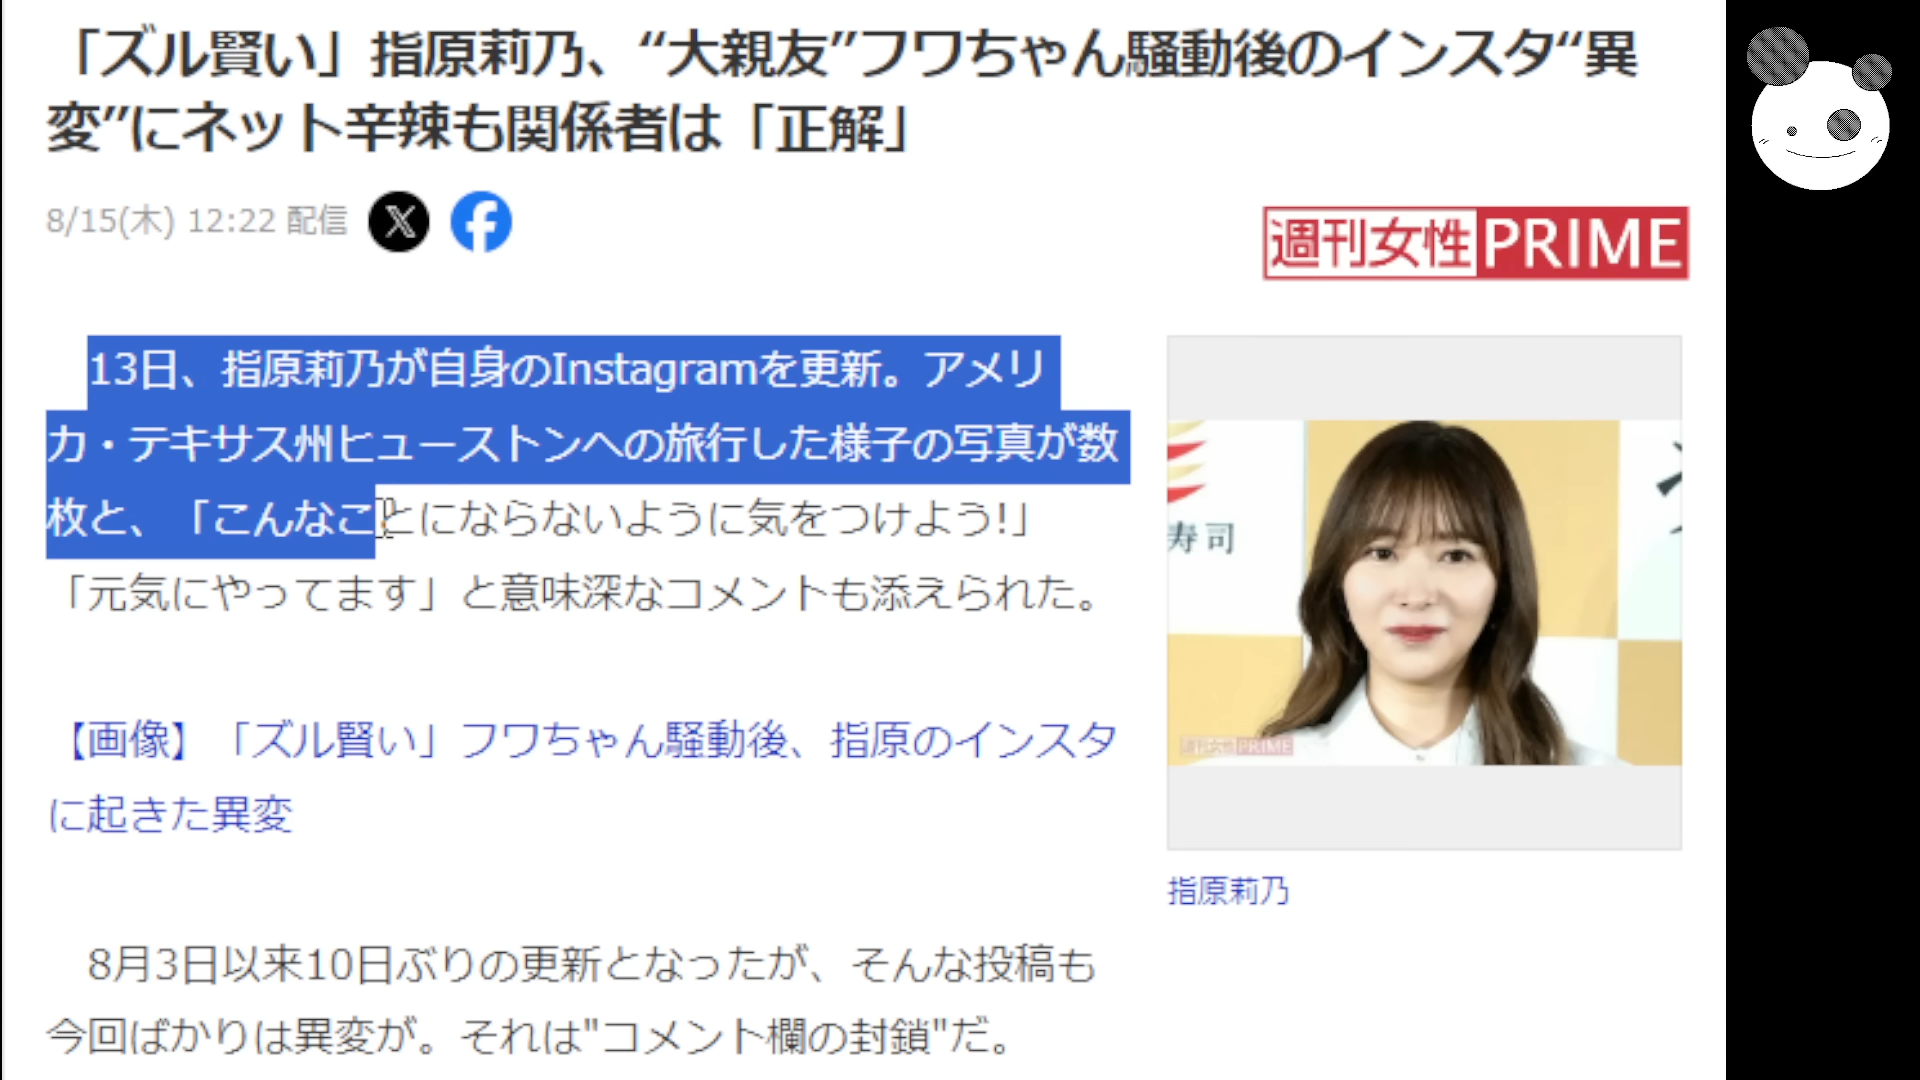 「ズル賢い」指原莉乃、“大親友”フワちゃん騒動後のインスタ“異
変”にネット辛辣も関係者は「正解」
8/15(木) 12:22 配信
週刊女性PRIME
13日、指原莉乃が自身のInstagramを更新。アメリ
カ・テキサス州ヒューストンへの旅行した様子の写真が数
枚と、「こんなことにならないように気をつけよう!」
「元気にやってます」と意味深なコメントも添えられた。
【画像】「ズル賢い」フワちゃん騒動後、指原のインスタ
に起きた異変
寿司
週刊女性PRIME
指原莉乃
8月3日以来10日ぶりの更新となったが、そんな投稿も
今回ばかりは異変が。それは"コメント欄の封鎖"だ。